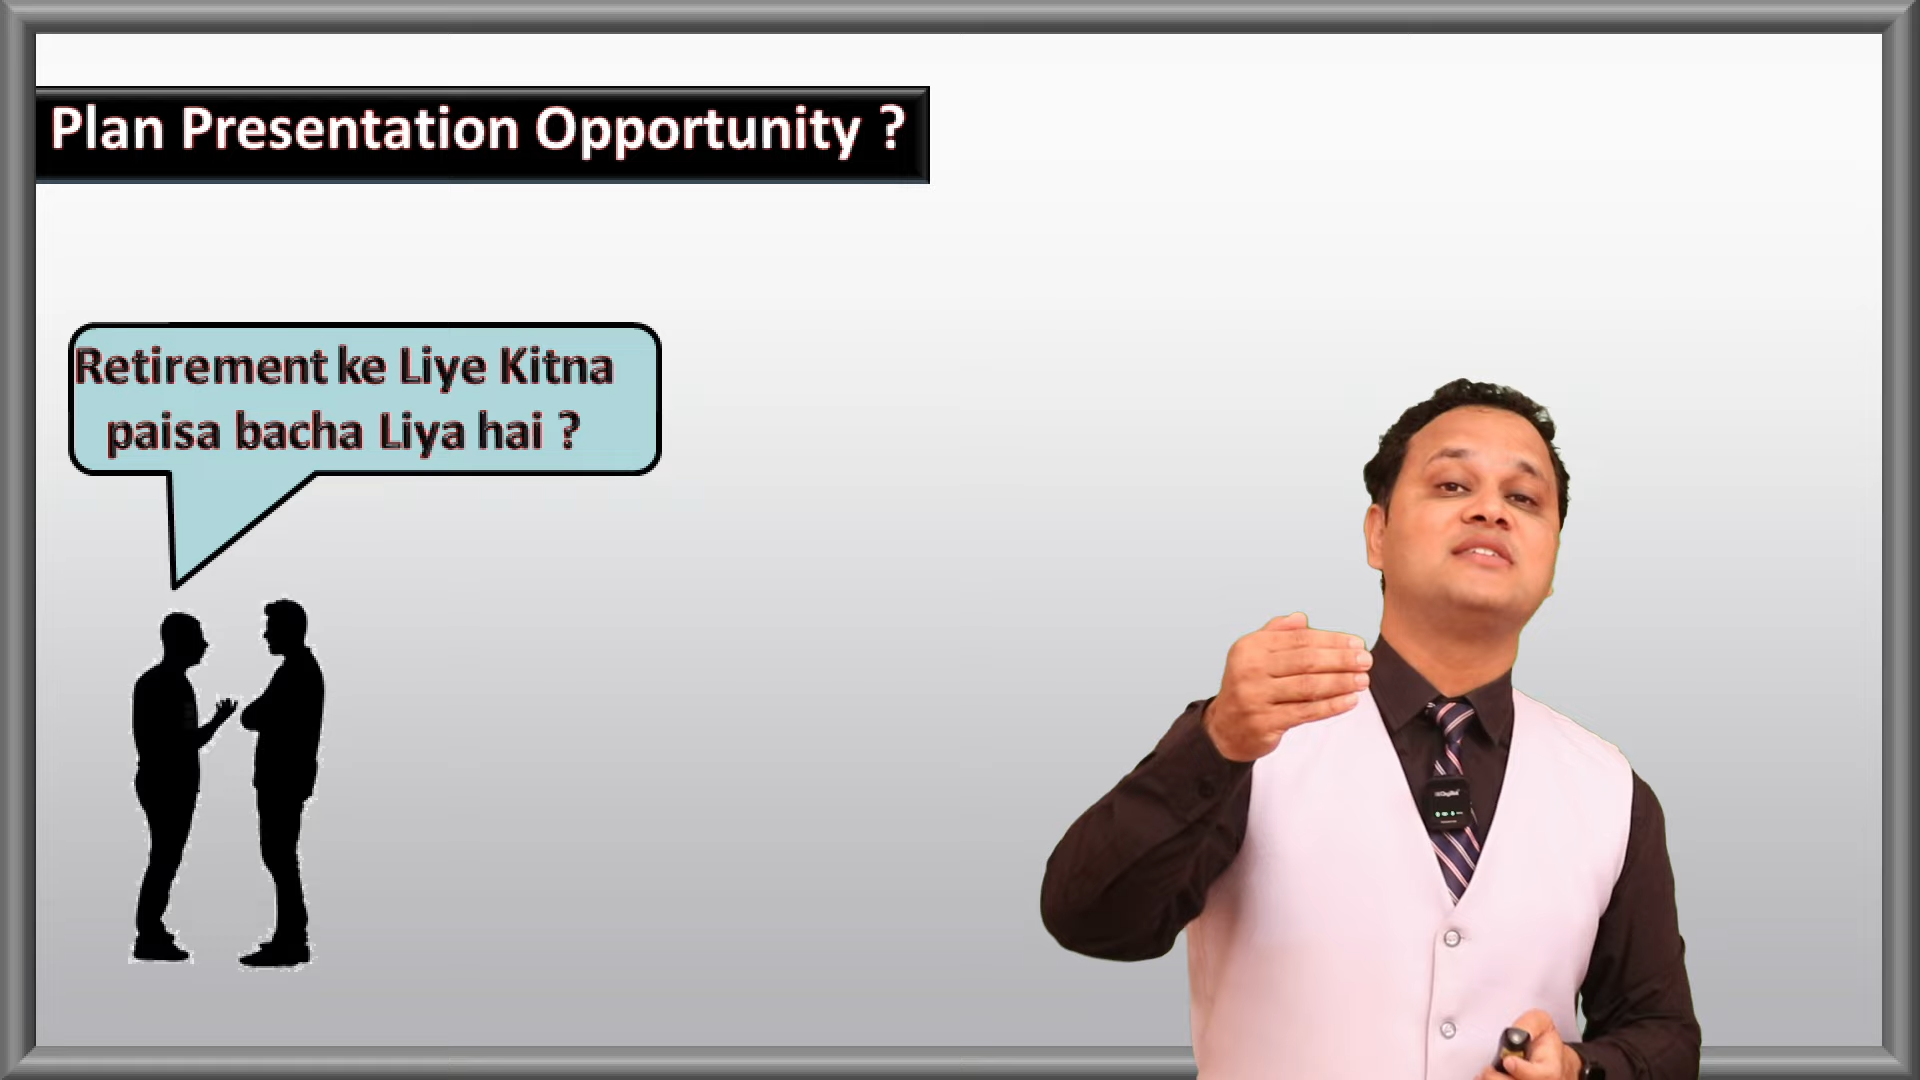 Plan Presentation Opportunity ?
Retirement ke Liye Kitna
paisa bacha Liya hai ?